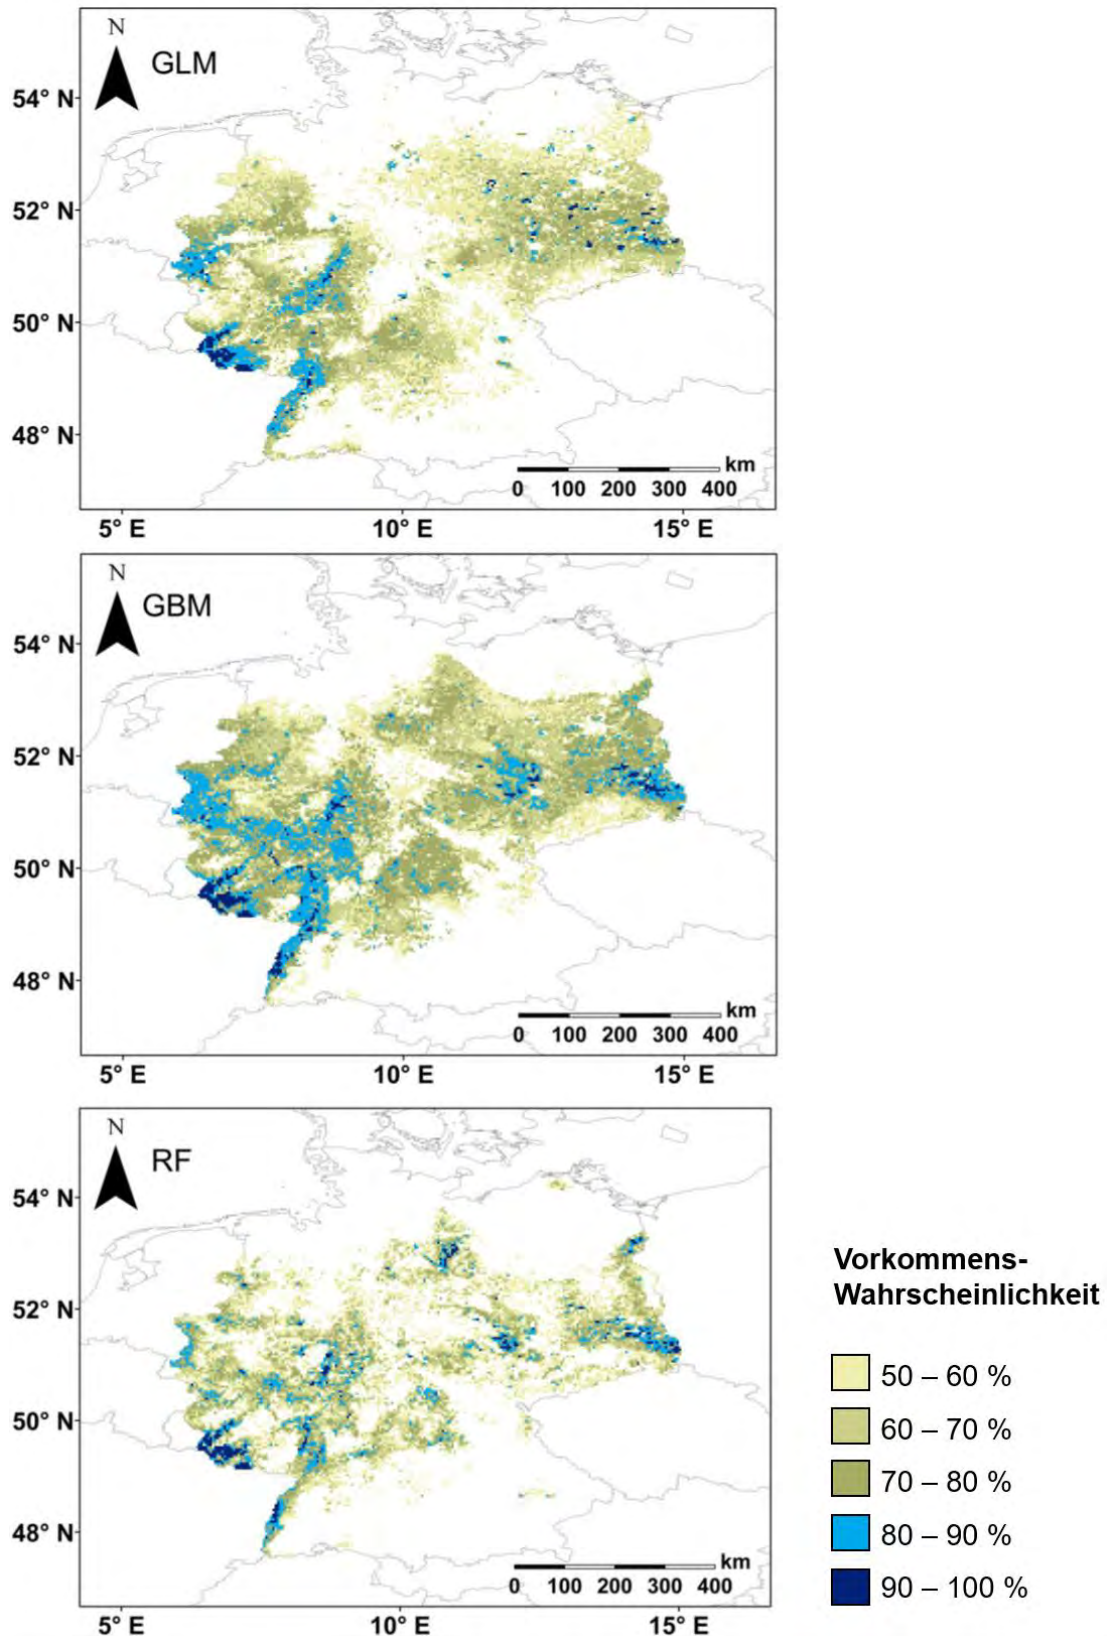 N
GLM
54° N
52° N
50° N
48° N
km
0 100 200 300 400
5° E 10° E 15° E
N
GBM
54° N
52° N
50° N
48° N
km
0 100 200 300 400
5° E 10° E 15° E
N
RF
54° N
52° N
50° N
48° N
km
0 100 200 300 400
5° E 10° E 15° E
Vorkommens-
Wahrscheinlichkeit
50 – 60 %
60 – 70 %
70 – 80 %
80 – 90 %
90 – 100 %